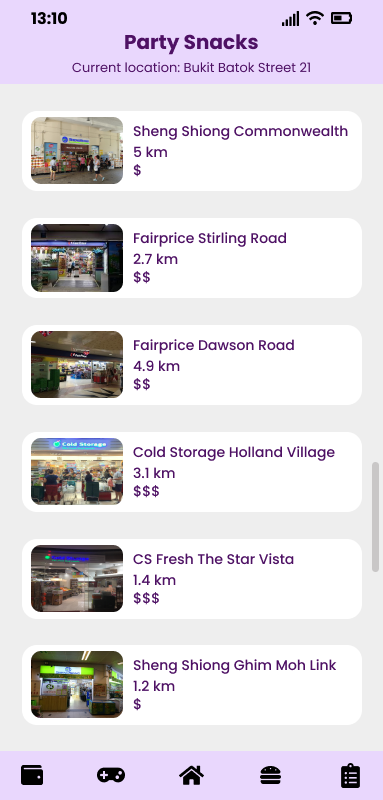 13:10
Party Snacks
Current location: Bukit Batok Street 21
Sheng Shiong Commonwealth
5 km
$
Fairprice Stirling Road
2.7 km
$$
Fairprice Dawson Road
4.9 km
$$
Cold Storage
Cold Storage Holland Village
3.1 km
$$$
CS Fresh The Star Vista
1.4 km
$$$
Sheng Shiong Ghim Moh Link
1.2 km
$